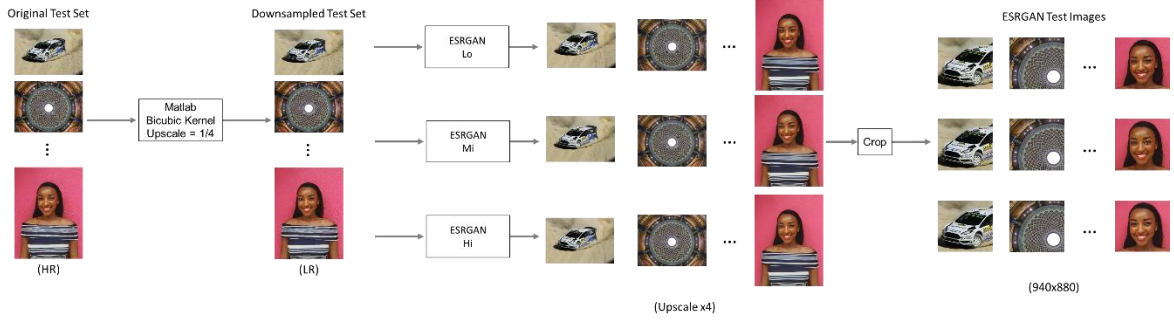 Original Test Set
Downsampled Test Set
ESRGAN Test Images
ESRGAN
Lo
Matlab
Bicubic Kernel
Upscale = 1/4
ESRGAN
Mi
Crop
ESRGAN
Hi
(HR)
(LR)
(Upscale x4)
(940x880)